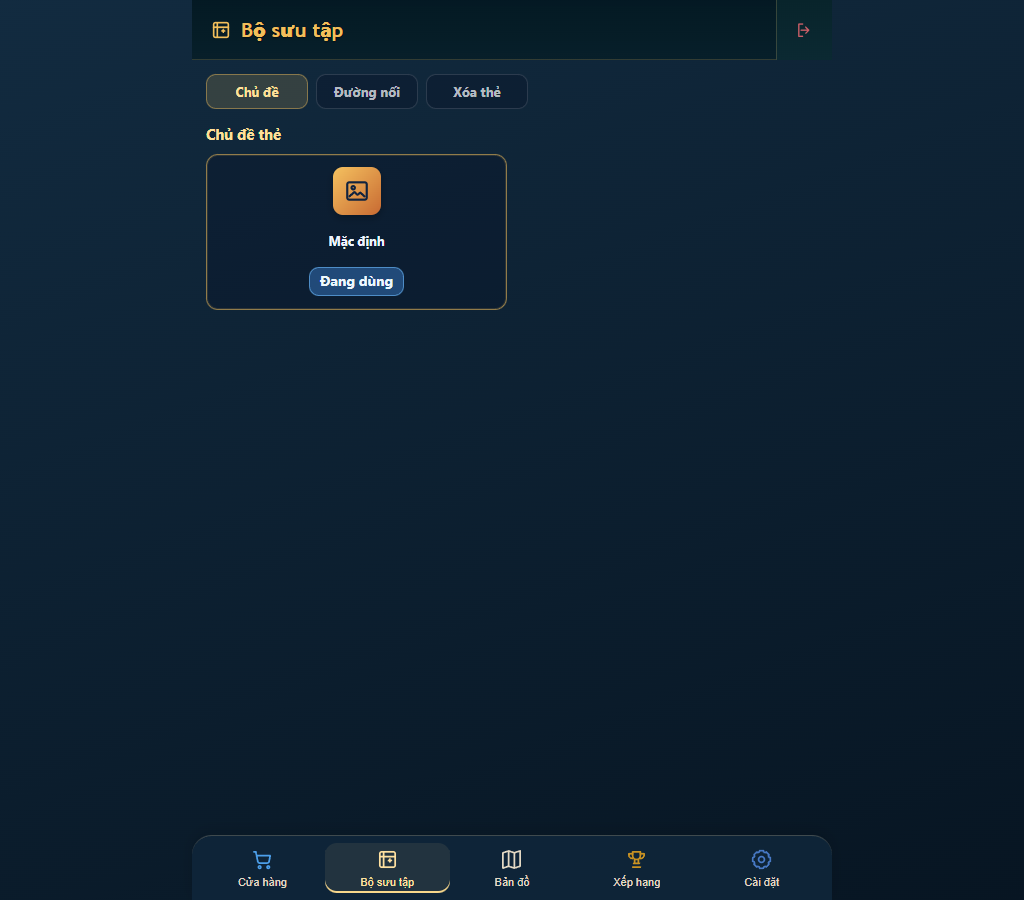 Bộ sưu tập
Chủ đề
Đường nối
Xóa thẻ
Chủ đề thẻ
Mặc định
Đang dùng
Cửa hàng
Bộ sưu tập
Bản đồ
Xếp hạng
Cài đặt